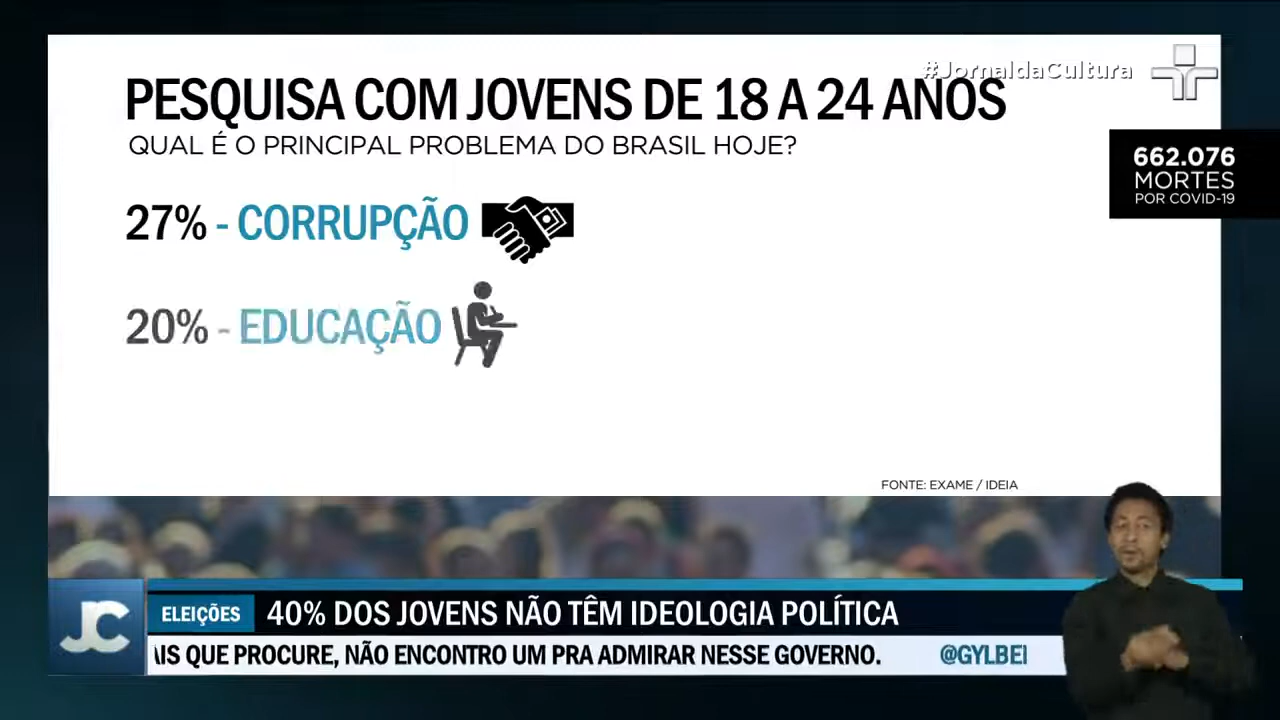 #JornaldaCultura
PESQUISA COM JOVENS DE 18 A 24 ANOS
QUAL É O PRINCIPAL PROBLEMA DO BRASIL HOJE?
662.076
MORTES
POR COVID-19
27% - CORRUPÇÃO
20% - EDUCAÇÃO
FONTE: EXAME / IDEIA
JC
ELEIÇÕES
40% DOS JOVENS NÃO TÊM IDEOLOGIA POLÍTICA
QUE PROCURE, NÃO ENCONTRO UM PRA ADMIRAR NESSE GOVERNO. @GYLBEI